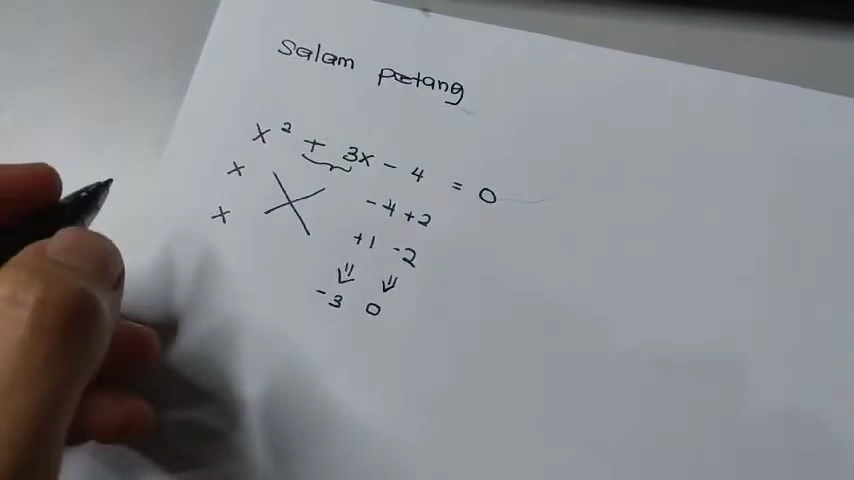 Salam petang
x² + 3x - 4 = 0
x -4 +2
x +1 -2
⇓ ⇓
-3 0